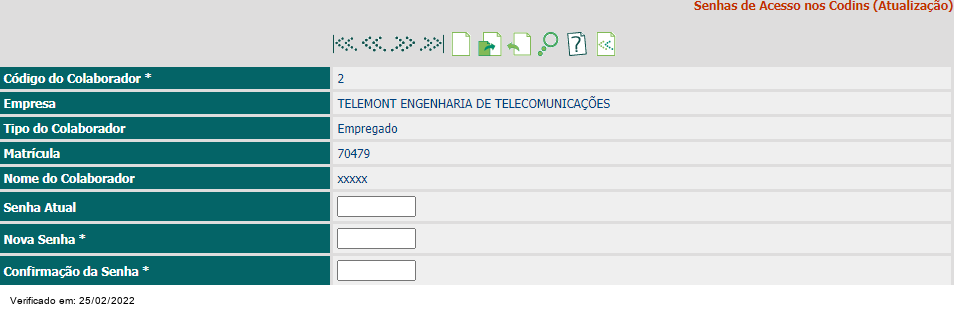 Senhas de Acesso nos Codins (Atualização)
Código do Colaborador * 2
Empresa TELEMONT ENGENHARIA DE TELECOMUNICAÇÕES
Tipo do Colaborador Empregado
Matrícula 70479
Nome do Colaborador xxxxx
Senha Atual
Nova Senha *
Confirmação da Senha *
Verificado em: 25/02/2022